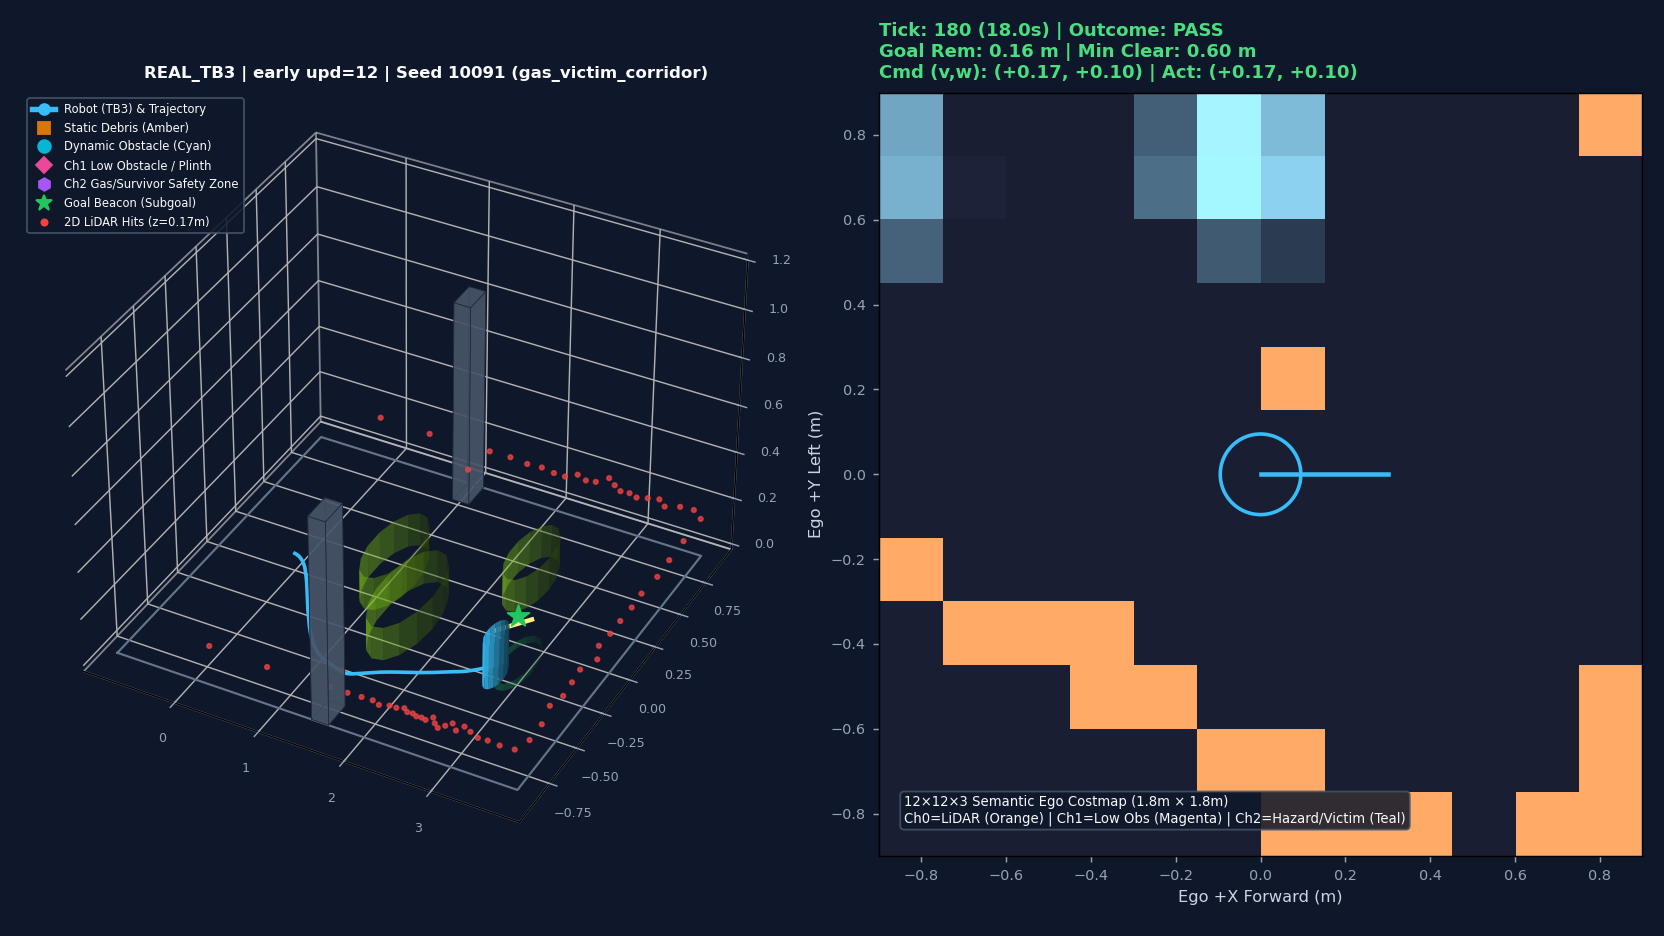 REAL_TB3 | early upd=12 | Seed 10091 (gas_victim_corridor)
Robot (TB3) & Trajectory
Static Debris (Amber)
Dynamic Obstacle (Cyan)
Ch1 Low Obstacle / Plinth
Ch2 Gas/Survivor Safety Zone
Goal Beacon (Subgoal)
2D LiDAR Hits (z=0.17m)
1.2
1.0
0.8
0.6
0.4
0.2
0.0
0.75
0.50
0.25
0.00
−0.25
−0.50
−0.75
0
1
2
3
Tick: 180 (18.0s) | Outcome: PASS
Goal Rem: 0.16 m | Min Clear: 0.60 m
Cmd (v,w): (+0.17, +0.10) | Act: (+0.17, +0.10)
Ego +Y Left (m)
0.8
0.6
0.4
0.2
0.0
−0.2
−0.4
−0.6
−0.8
12×12×3 Semantic Ego Costmap (1.8m × 1.8m)
Ch0=LiDAR (Orange) | Ch1=Low Obs (Magenta) | Ch2=Hazard/Victim (Teal)
−0.8 −0.6 −0.4 −0.2 0.0 0.2 0.4 0.6 0.8
Ego +X Forward (m)